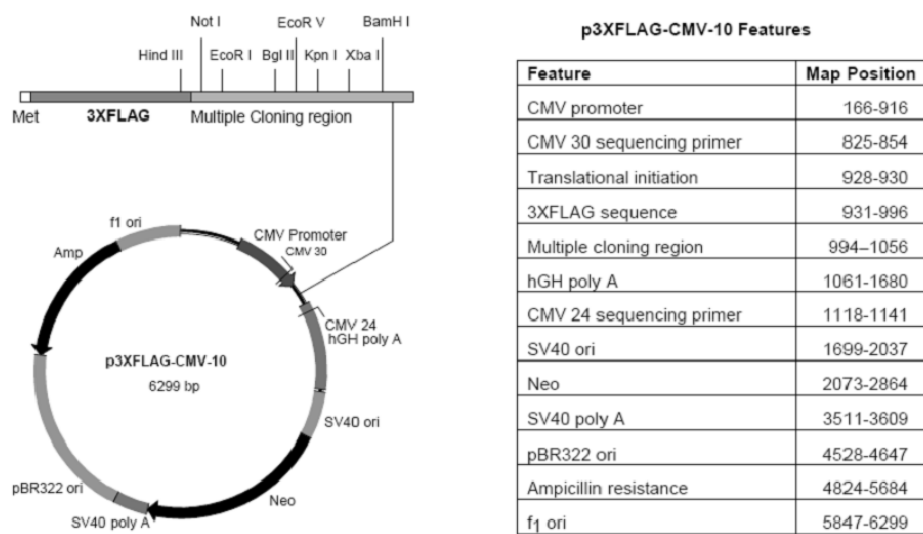 Not I
EcoR V
BamH I
Hind III
EcoR I
Bgl II
Kpn I
Xba I
Met
3XFLAG
Multiple Cloning region
f1 ori
CMV Promoter
CMV 30
Amp
CMV 24
hGH poly A
p3XFLAG-CMV-10
6299 bp
SV40 ori
pBR322 ori
Neo
SV40 poly A
p3XFLAG-CMV-10 Features
Feature Map Position
CMV promoter 166-916
CMV 30 sequencing primer 825-854
Translational initiation 928-930
3XFLAG sequence 931-996
Multiple cloning region 994–1056
hGH poly A 1061-1680
CMV 24 sequencing primer 1118-1141
SV40 ori 1699-2037
Neo 2073-2864
SV40 poly A 3511-3609
pBR322 ori 4528-4647
Ampicillin resistance 4824-5684
f1 ori 5847-6299